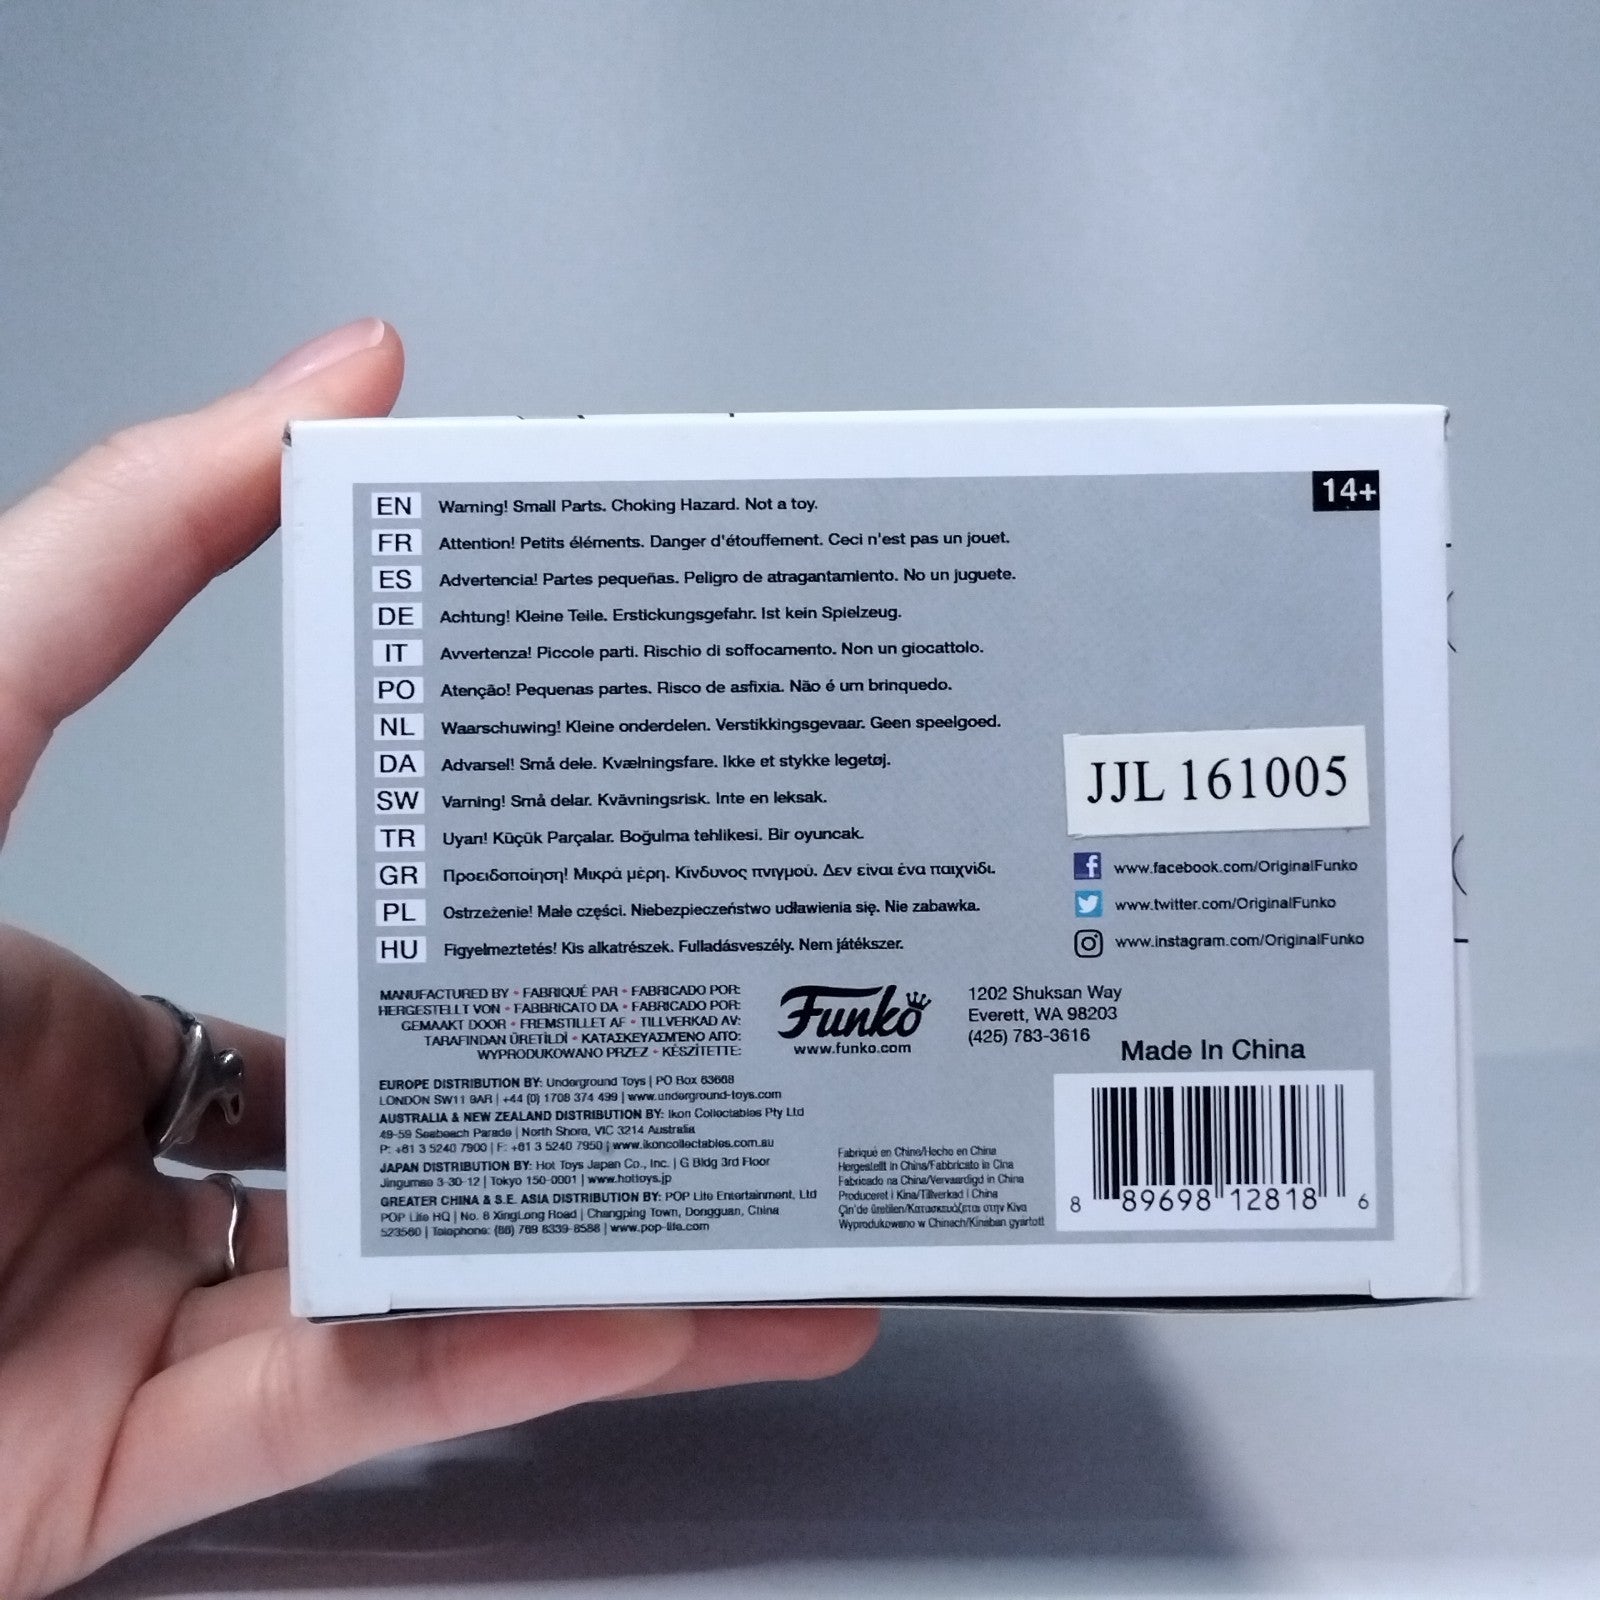 14+
EN Warning! Small Parts. Choking Hazard. Not a toy.
FR Attention! Petits éléments. Danger d'étouffement. Ceci n'est pas un jouet.
ES Advertencia! Partes pequeñas. Peligro de atragantamiento. No un juguete.
DE Achtung! Kleine Teile. Erstickungsgefahr. Ist kein Spielzeug.
IT Avvertenza! Piccole parti. Rischio di soffocamento. Non un giocattolo.
PO Atenção! Pequenas partes. Risco de asfixia. Não é um brinquedo.
NL Waarschuwing! Kleine onderdelen. Verstikkingsgevaar. Geen speelgoed.
DA Advarsel! Små dele. Kvælningsfare. Ikke et stykke legetøj.
SW Varning! Små delar. Kvävningsrisk. Inte en leksak.
TR Uyarı! Küçük Parçalar. Boğulma tehlikesi. Bir oyuncak.
GR Προειδοποίηση! Μικρά μέρη. Κίνδυνος πνιγμού. Δεν είναι ένα παιχνίδι.
PL Ostrzeżenie! Małe części. Niebezpieczeństwo udławienia się. Nie zabawka.
HU Figyelmeztetés! Kis alkatrészek. Fulladásveszély. Nem játékszer.
JJL 161005
www.facebook.com/OriginalFunko
www.twitter.com/OriginalFunko
www.instagram.com/OriginalFunko
MANUFACTURED BY • FABRIQUÉ PAR • FABRICADO POR:
HERGESTELLT VON • FABBRICATO DA • FABRICADO POR:
GEMAAKT DOOR • FREMSTILLET AF • TILLVERKAD AV:
TARAFINDAN ÜRETİLDİ • ΚΑΤΑΣΚΕΥΑΣΜΈΝΟ ΑΠΌ:
WYPRODUKOWANO PRZEZ • KÉSZÍTETTE:
Funko
www.funko.com
1202 Shuksan Way
Everett, WA 98203
(425) 783-3616
Made In China
EUROPE DISTRIBUTION BY: Underground Toys | PO Box 63668
LONDON SW11 9AR | +44 (0) 1708 374 499 | www.underground-toys.com
AUSTRALIA & NEW ZEALAND DISTRIBUTION BY: Ikon Collectables Pty Ltd
49-59 Seabeach Parade | North Shore, VIC 3214 Australia
P: +61 3 5240 7900 | F: +61 3 5240 7950 | www.ikoncollectables.com.au
JAPAN DISTRIBUTION BY: Hot Toys Japan Co., Inc. | G Bldg 3rd Floor
Jingumae 3-30-12 | Tokyo 150-0001 | www.hottoys.jp
GREATER CHINA & S.E. ASIA DISTRIBUTION BY: POP Life Entertainment, Ltd
POP Life HQ | No. 8 XingLong Road | Changping Town, Dongguan, China
523560 | Telephone: (86) 769 8339-8588 | www.pop-life.com
Fabriqué en Chine/Hecho en China
Hergestellt in China/Fabbricato in Cina
Fabricado na China/Vervaardigd in China
Produceret i Kina/Tillverkad i China
Çin'de üretilen/Κατασκευάζεται στην Κίνα
Wyprodukowano w Chinach/Kínában gyártott
8 89698 12818 6